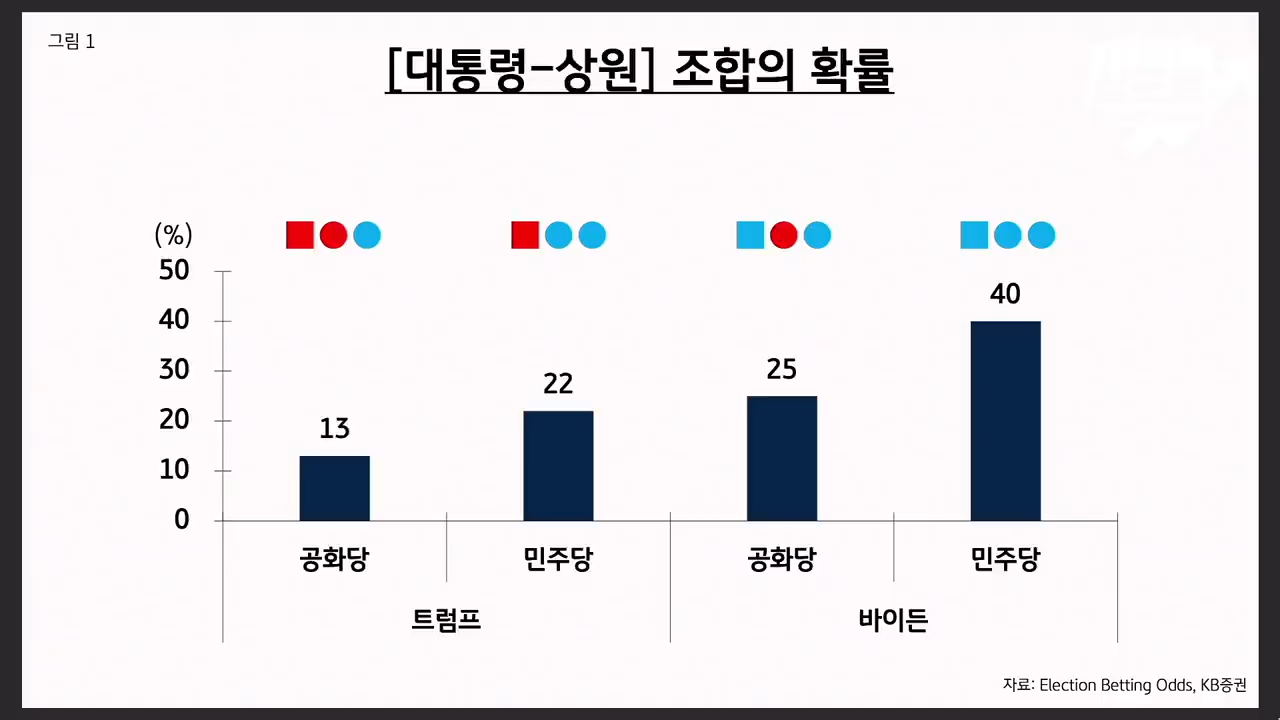 그림 1
[대통령-상원] 조합의 확률
(%)
50
40
30
20
10
0
13
22
25
40
공화당
민주당
공화당
민주당
트럼프
바이든
자료: Election Betting Odds, KB증권